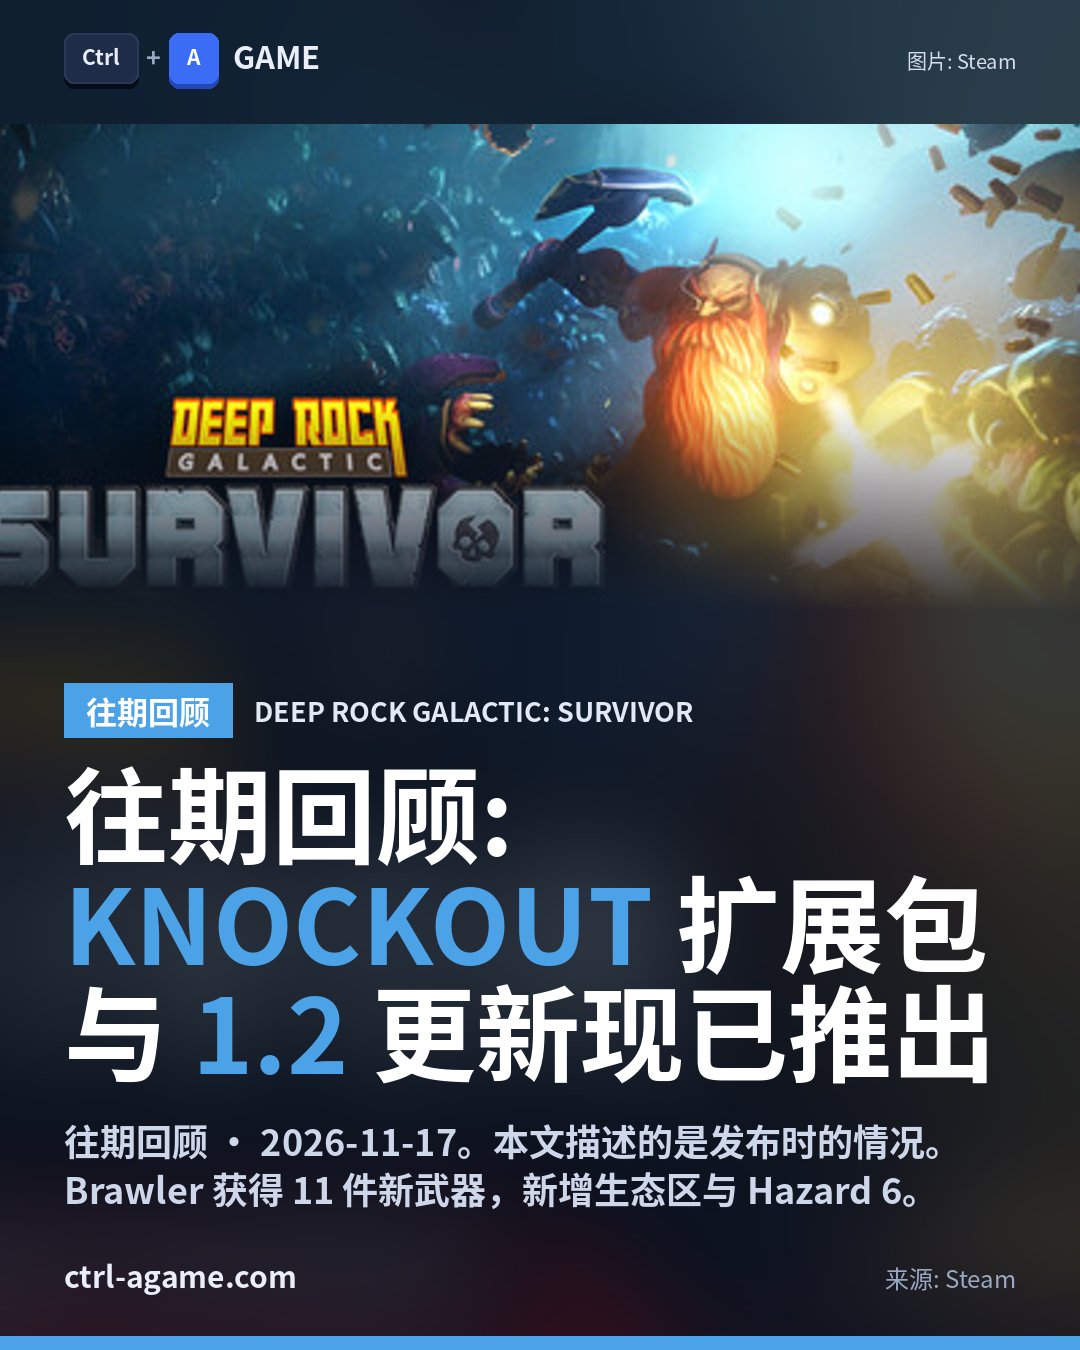 Ctrl + A GAME
图片: Steam
DEEP ROCK
GALACTIC
SURVIVOR
往期回顾 DEEP ROCK GALACTIC: SURVIVOR
往期回顾:
KNOCKOUT 扩展包
与 1.2 更新现已推出
往期回顾 · 2026-11-17。本文描述的是发布时的情况。
Brawler 获得 11 件新武器，新增生态区与 Hazard 6。
ctrl-agame.com
来源: Steam